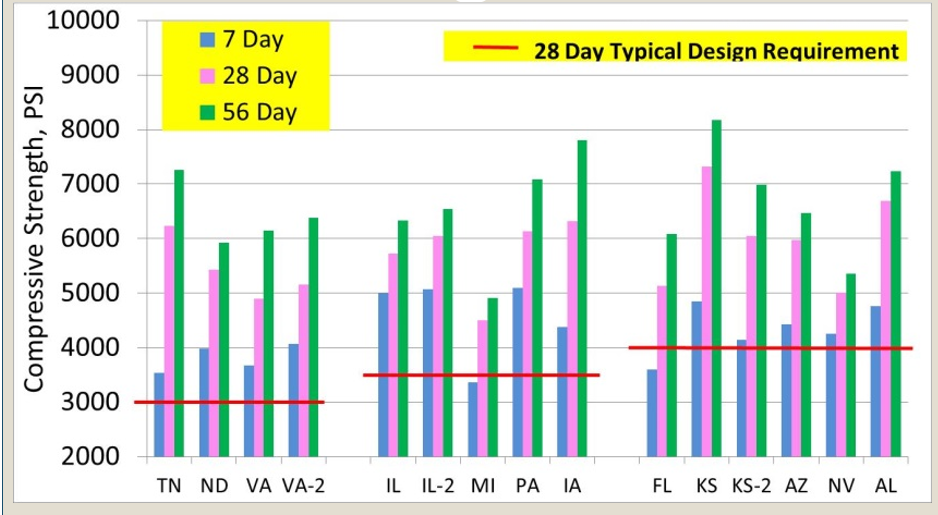 10000
9000
8000
7000
6000
5000
4000
3000
2000
Compressive Strength, PSI
7 Day
28 Day
56 Day
28 Day Typical Design Requirement
TN ND VA VA-2 IL IL-2 MI PA IA FL KS KS-2 AZ NV AL